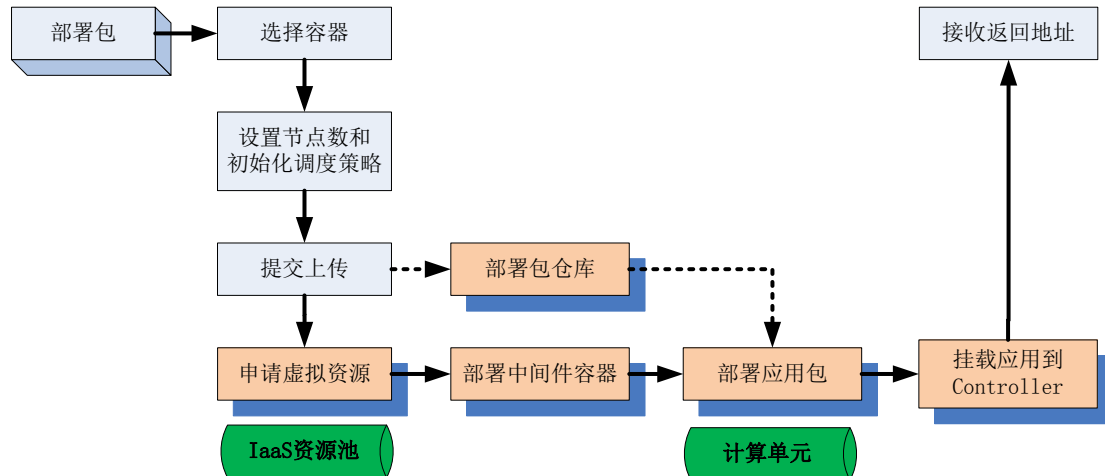 部署包
选择容器
接收返回地址
设置节点数和
初始化调度策略
提交上传
部署包仓库
申请虚拟资源
部署中间件容器
部署应用包
挂载应用到
Controller
IaaS资源池
计算单元